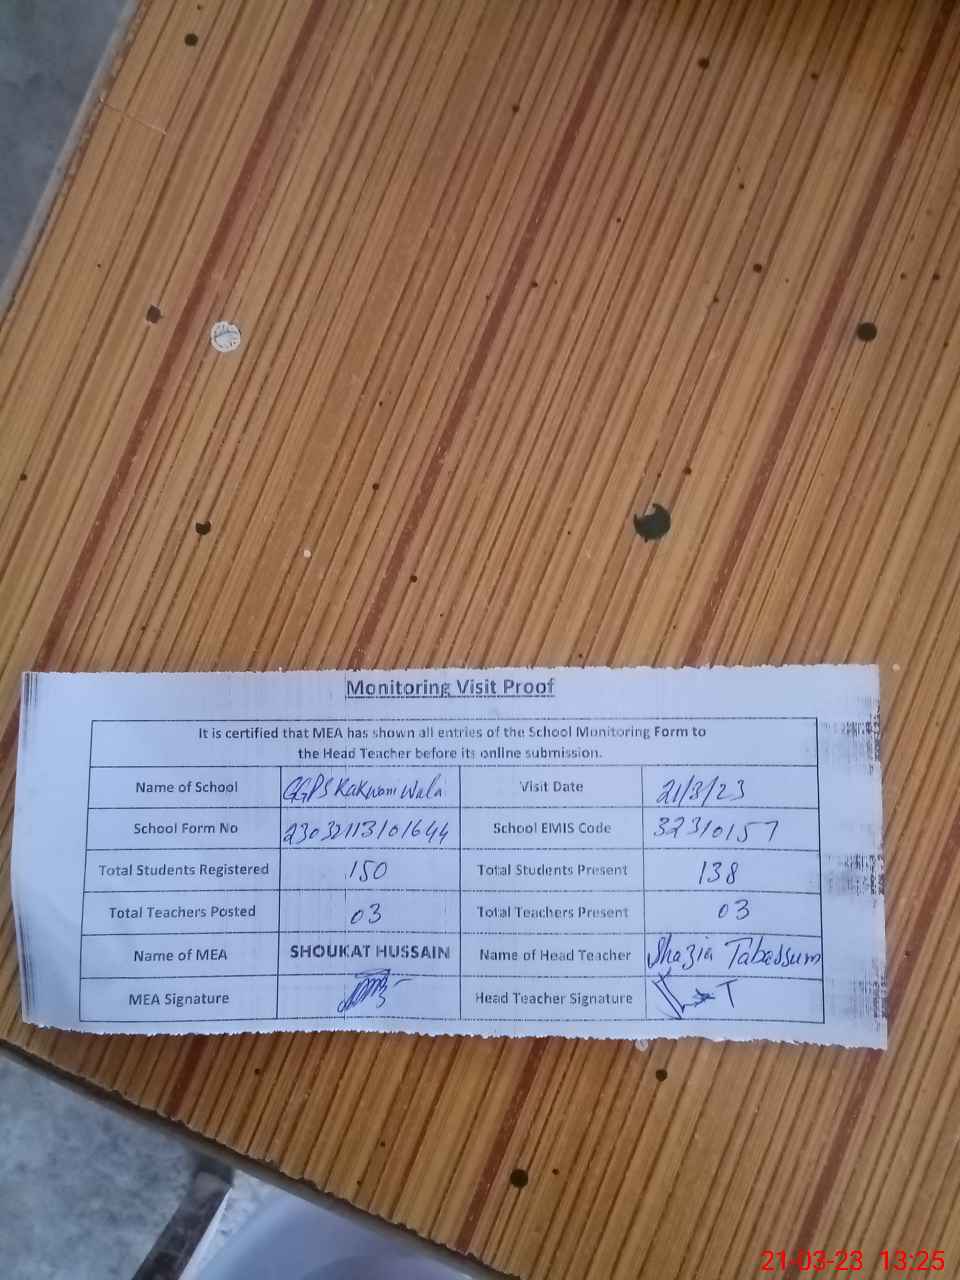 Monitoring Visit Proof
It is certified that MEA has shown all entries of the School Monitoring Form to
the Head Teacher before its online submission.
Name of School GGPS Kakwani Wala Visit Date 21/3/23
School Form No 23032113101644 School EMIS Code 32310157
Total Students Registered 150 Total Students Present 138
Total Teachers Posted 03 Total Teachers Present 03
Name of MEA SHOUKAT HUSSAIN Name of Head Teacher Shazia Tabassum
MEA Signature Head Teacher Signature
21-03-23 13:25